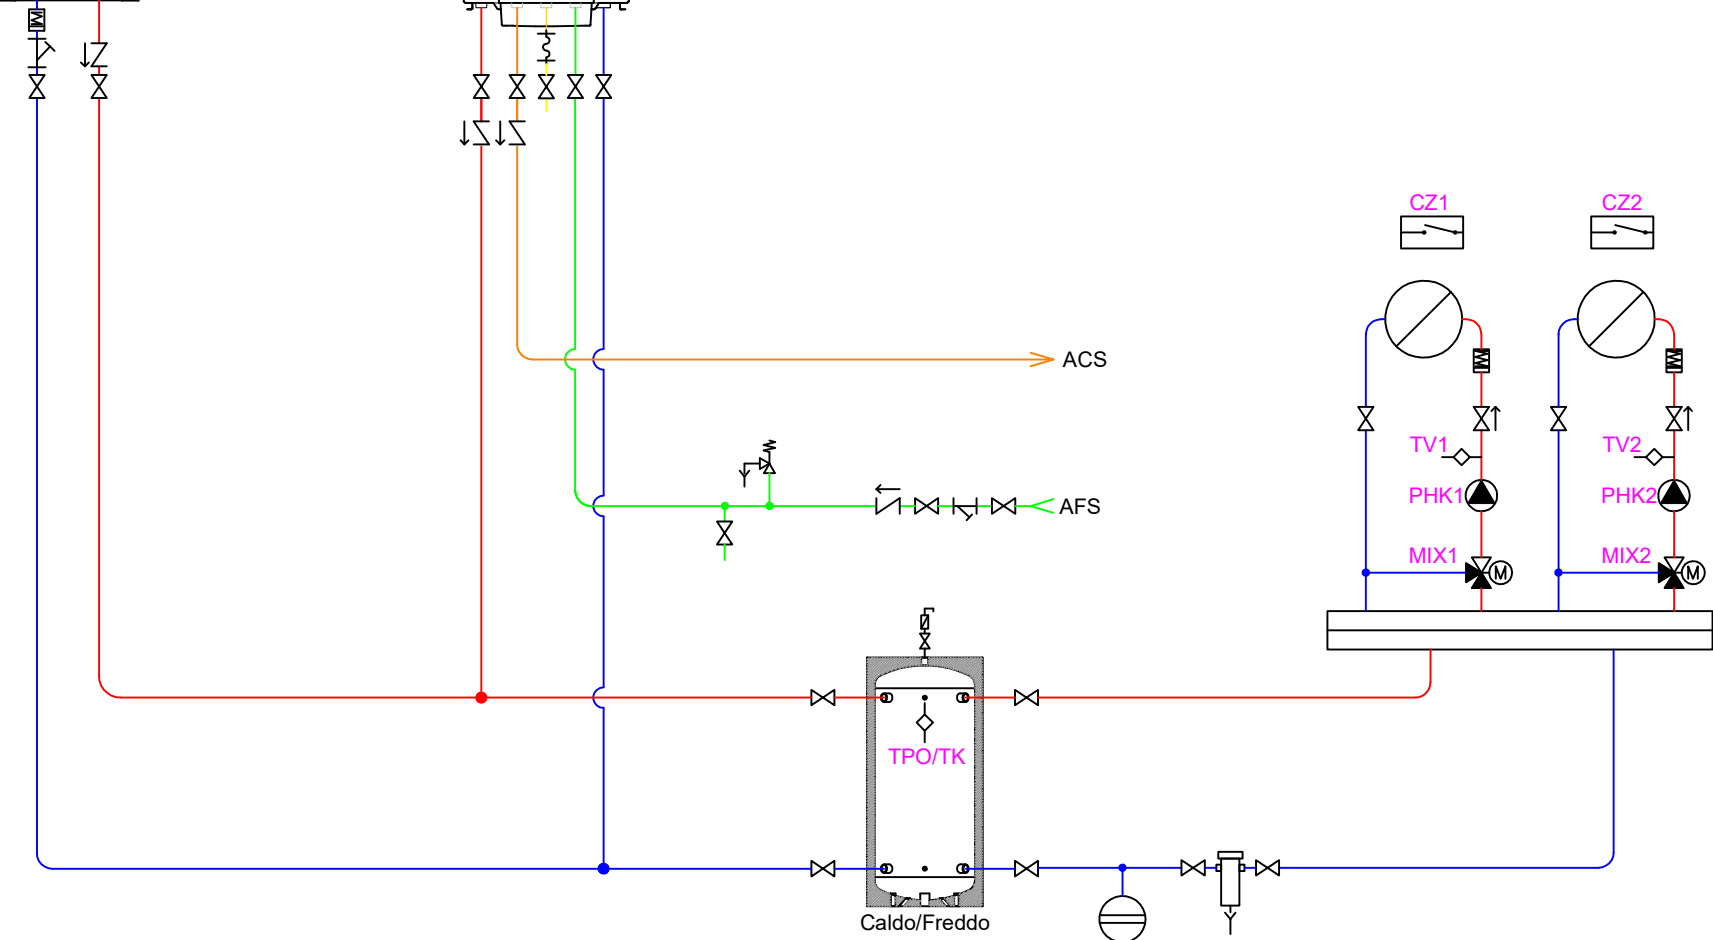 CZ1 CZ2
ACS
TV1 TV2
PHK1 PHK2
AFS
MIX1 MIX2
M M
TPO/TK
Caldo/Freddo